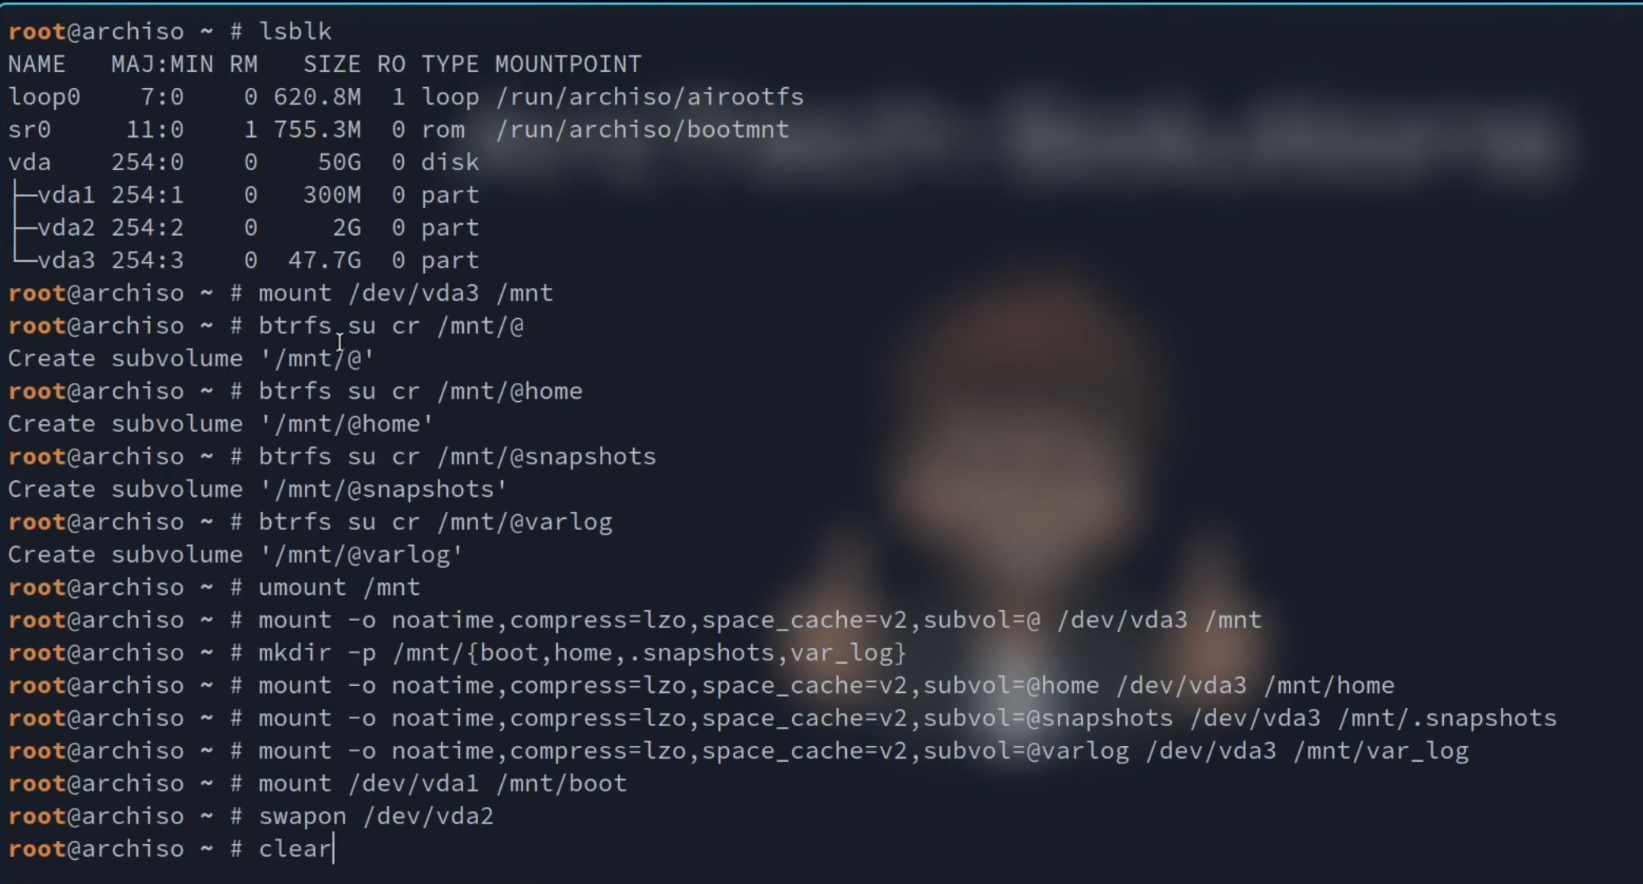 root@archiso ~ # lsblk
NAME   MAJ:MIN RM   SIZE RO TYPE MOUNTPOINT
loop0    7:0    0 620.8M  1 loop /run/archiso/airootfs
sr0     11:0    1 755.3M  0 rom  /run/archiso/bootmnt
vda    254:0    0    50G  0 disk
├─vda1 254:1    0   300M  0 part
├─vda2 254:2    0     2G  0 part
└─vda3 254:3    0  47.7G  0 part
root@archiso ~ # mount /dev/vda3 /mnt
root@archiso ~ # btrfs su cr /mnt/@
Create subvolume '/mnt/@'
root@archiso ~ # btrfs su cr /mnt/@home
Create subvolume '/mnt/@home'
root@archiso ~ # btrfs su cr /mnt/@snapshots
Create subvolume '/mnt/@snapshots'
root@archiso ~ # btrfs su cr /mnt/@varlog
Create subvolume '/mnt/@varlog'
root@archiso ~ # umount /mnt
root@archiso ~ # mount -o noatime,compress=lzo,space_cache=v2,subvol=@ /dev/vda3 /mnt
root@archiso ~ # mkdir -p /mnt/{boot,home,.snapshots,var_log}
root@archiso ~ # mount -o noatime,compress=lzo,space_cache=v2,subvol=@home /dev/vda3 /mnt/home
root@archiso ~ # mount -o noatime,compress=lzo,space_cache=v2,subvol=@snapshots /dev/vda3 /mnt/.snapshots
root@archiso ~ # mount -o noatime,compress=lzo,space_cache=v2,subvol=@varlog /dev/vda3 /mnt/var_log
root@archiso ~ # mount /dev/vda1 /mnt/boot
root@archiso ~ # swapon /dev/vda2
root@archiso ~ # clear